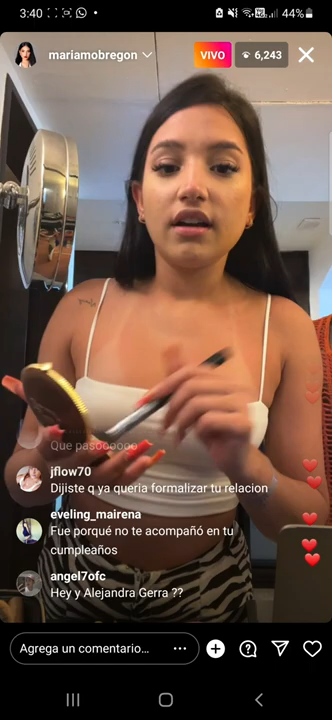 3:40
44%
mariamobregon
VIVO
6,243
Que pasoooooo
jflow70
Dijiste q ya queria formalizar tu relacion
eveling_mairena
Fue porqué no te acompañó en tu
cumpleaños
angel7ofc
Hey y Alejandra Gerra ??
Agrega un comentario...